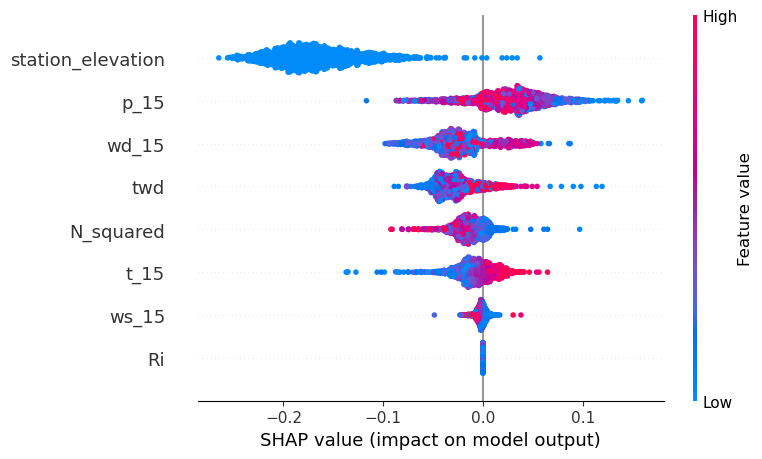 High
station_elevation
p_15
wd_15
twd
N_squared
t_15
ws_15
Ri
Feature value
Low
−0.2 −0.1 0.0 0.1
SHAP value (impact on model output)